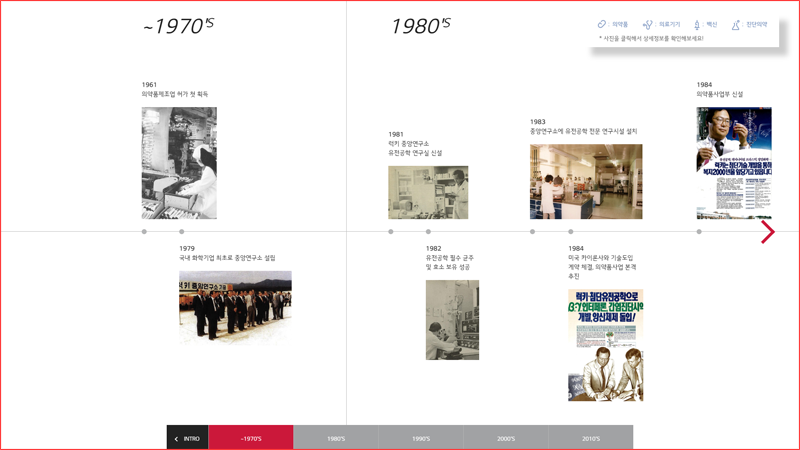 ~1970'S
1980'S
: 의약품
: 의료기기
: 백신
: 진단의약
* 사진을 클릭해서 상세정보를 확인해보세요!
1961
의약품제조업 허가 첫 획득
1981
럭키 중앙연구소
유전공학 연구실 신설
1983
중앙연구소에 유전공학 전문 연구시설 설치
1984
의약품사업부 신설
럭키는 첨단기술 개발을 통해
복지2000년을 앞당기고 있읍니다
1979
국내 화학기업 최초로 중앙연구소 설립
1982
유전공학 필수 균주
및 효소 보유 성공
1984
미국 카이론사와 기술도입
계약 체결, 의약품사업 본격
추진
럭키·첨단유전공학으로
β·γ인터페론, 간염진단시약
개발, 양산체제 돌입!
INTRO
~1970'S
1980'S
1990'S
2000'S
2010'S